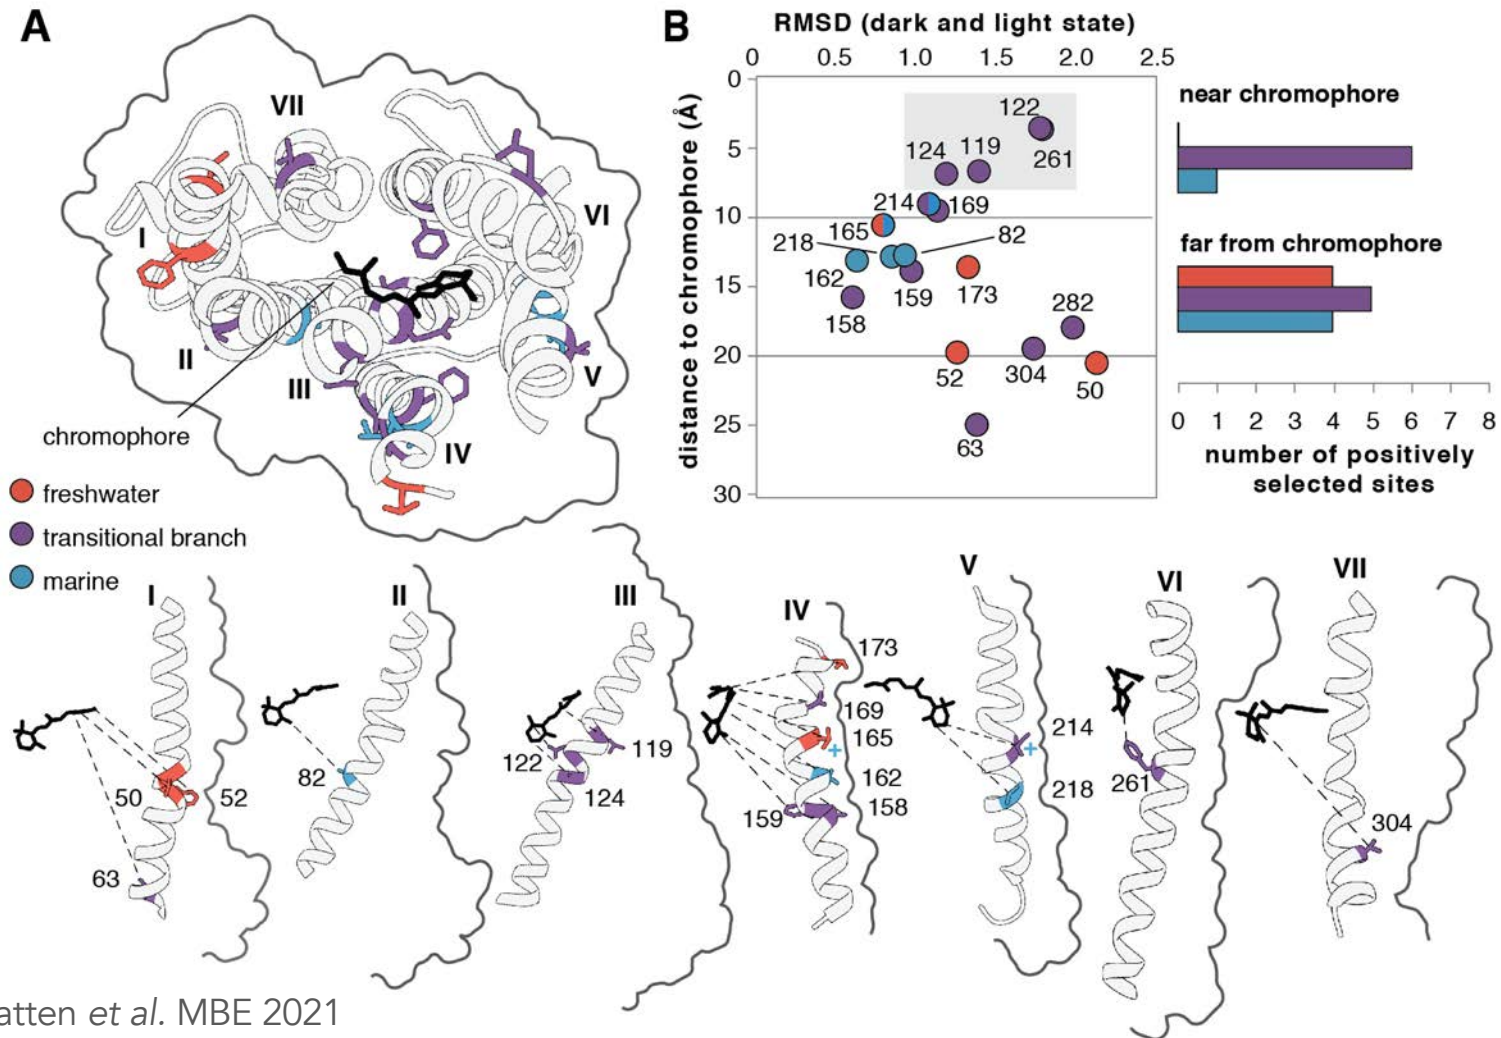 A
VII
VI
I
II
III
V
IV
chromophore
freshwater
transitional branch
marine
B
RMSD (dark and light state)
0 0.5 1.0 1.5 2.0 2.5
distance to chromophore (Å)
0
5
10
15
20
25
30
122
261
124
119
214
169
165
218
82
162
159
173
158
282
52
304
50
63
near chromophore
far from chromophore
0 1 2 3 4 5 6 7 8
number of positively
selected sites
I
50
52
63
II
82
III
122
119
124
IV
173
169
165
+
162
158
159
V
214
+
218
VI
261
VII
304
atten et al. MBE 2021